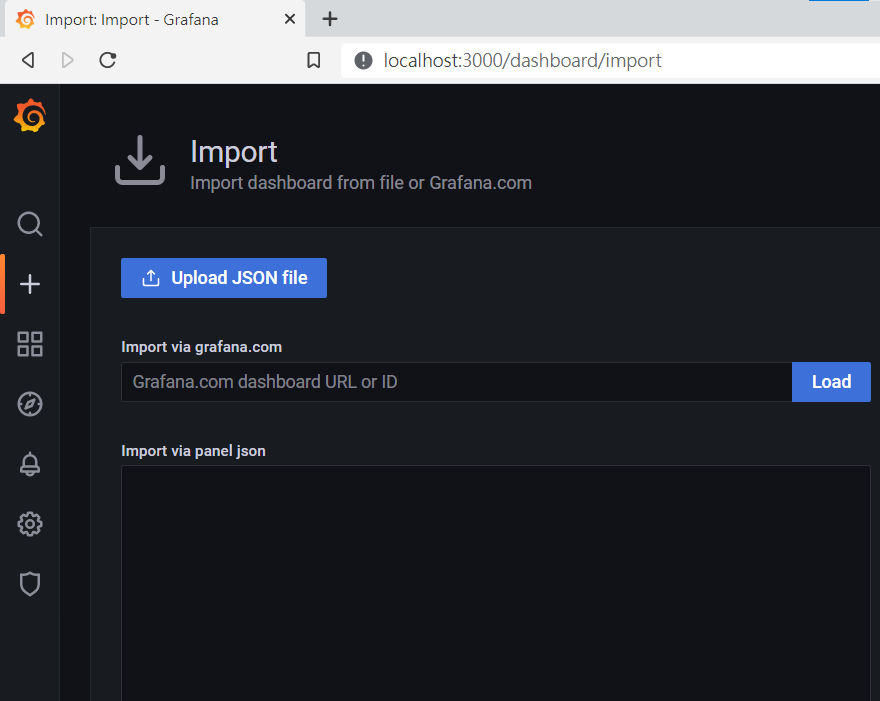 Import: Import - Grafana
localhost:3000/dashboard/import
Import
Import dashboard from file or Grafana.com
Upload JSON file
Import via grafana.com
Grafana.com dashboard URL or ID
Load
Import via panel json